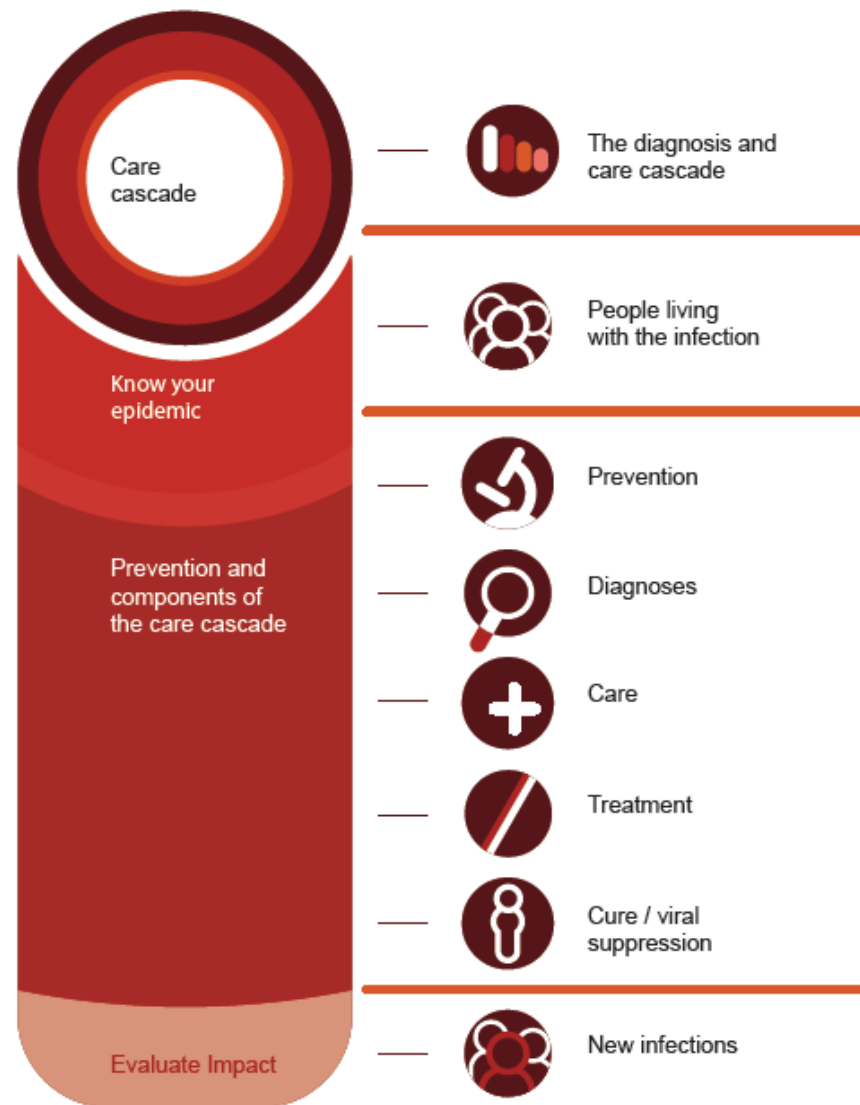 Care
cascade
The diagnosis and
care cascade
Know your
epidemic
People living
with the infection
Prevention and
components of
the care cascade
Prevention
Diagnoses
Care
Treatment
Cure / viral
suppression
Evaluate Impact
New infections